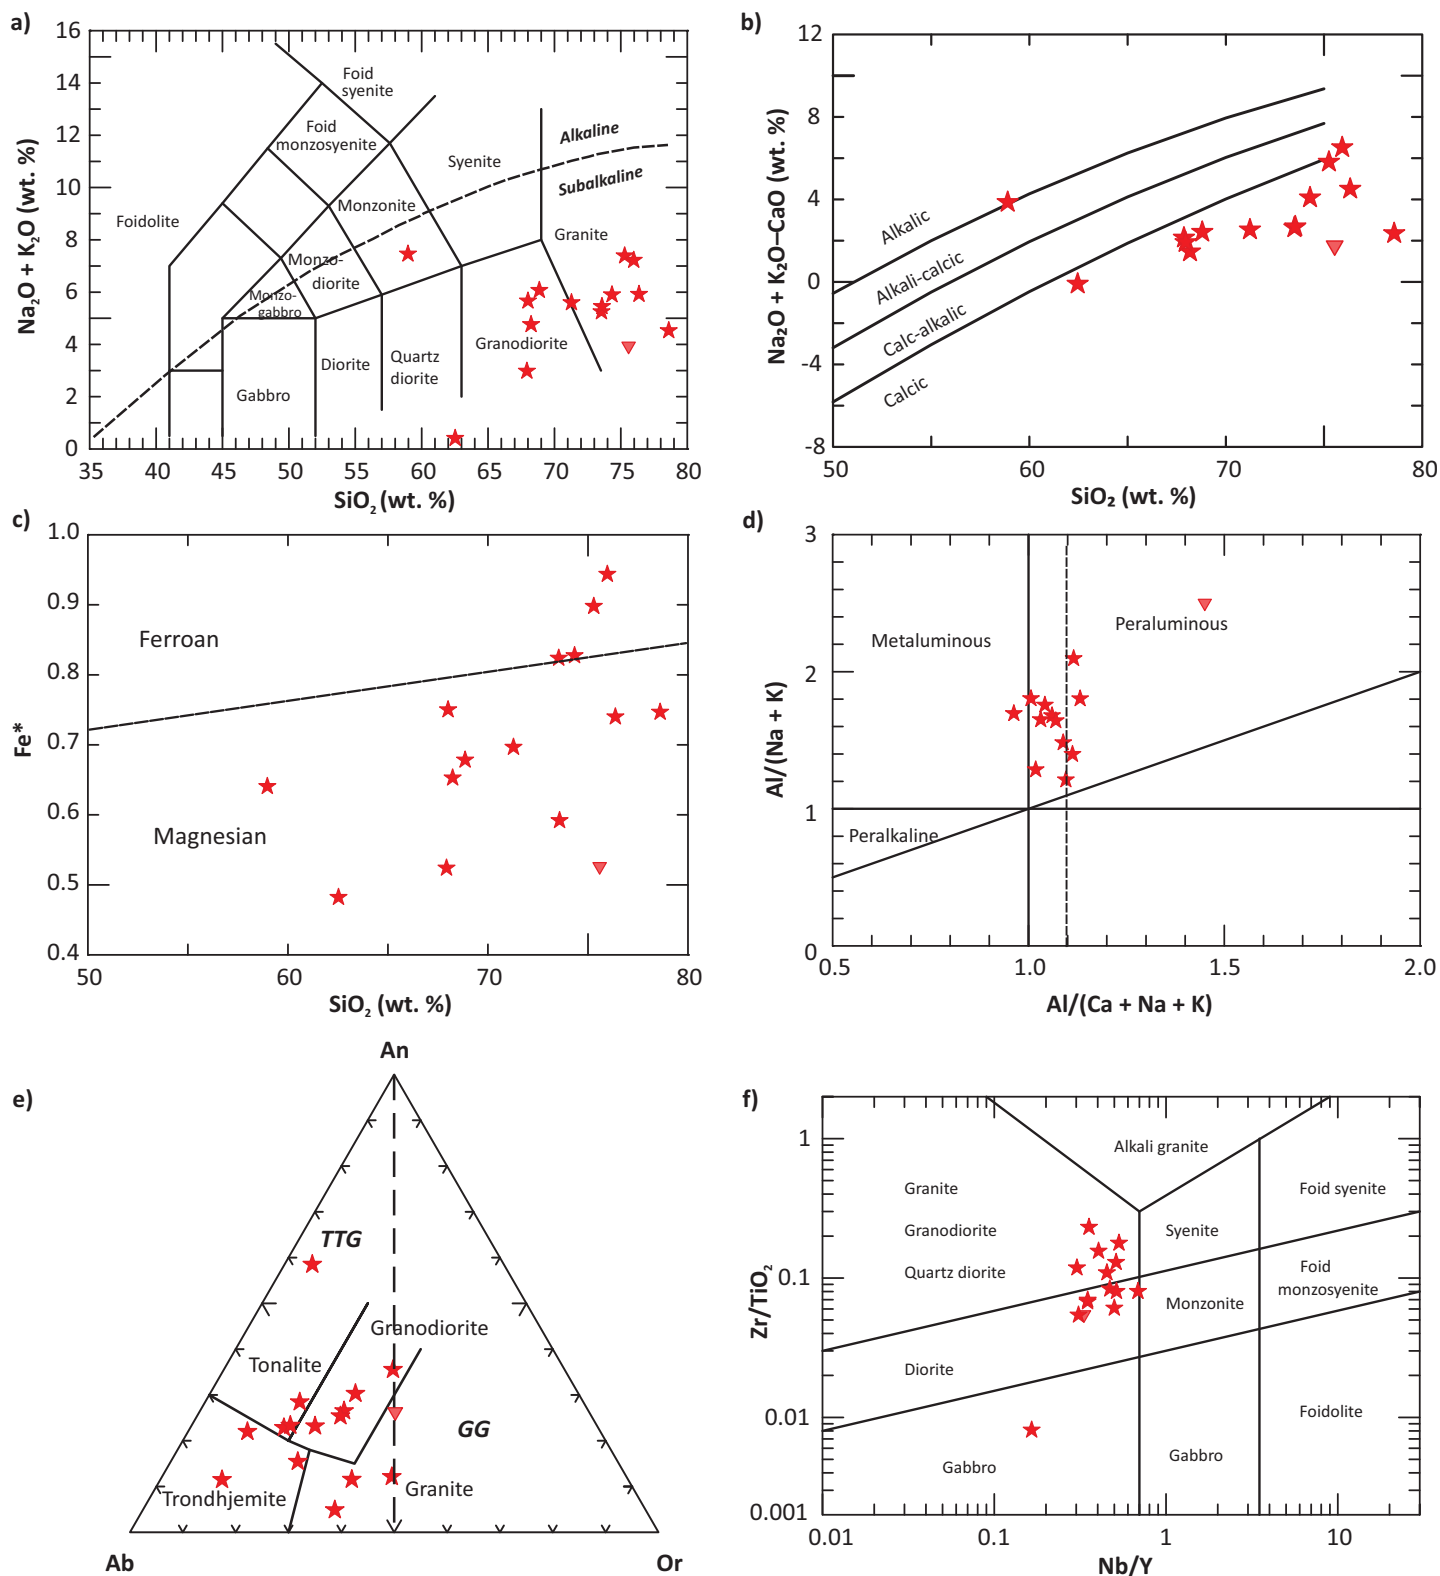 a)
16
14
12
10
8
6
4
2
0
Na₂O + K₂O (wt. %)
35
40
45
50
55
60
65
70
75
80
SiO₂ (wt. %)
Foid
syenite
Foid
monzosyenite
Foidolite
Syenite
Alkaline
Subalkaline
Monzonite
Monzo-
diorite
Monzo-
gabbro
Granite
Gabbro
Diorite
Quartz
diorite
Granodiorite
b)
12
8
4
0
-4
-8
Na₂O + K₂O–CaO (wt. %)
50
60
70
80
SiO₂ (wt. %)
Alkalic
Alkali-calcic
Calc-alkalic
Calcic
c)
1.0
0.9
0.8
0.7
0.6
0.5
0.4
Fe*
50
60
70
80
SiO₂ (wt. %)
Ferroan
Magnesian
d)
3
2
1
0
Al/(Na + K)
0.5
1.0
1.5
2.0
Al/(Ca + Na + K)
Metaluminous
Peraluminous
Peralkaline
e)
An
TTG
Granodiorite
Tonalite
GG
Trondhjemite
Granite
Ab
Or
f)
1
0.1
0.01
0.001
Zr/TiO₂
0.01
0.1
1
10
Nb/Y
Alkali granite
Granite
Foid syenite
Granodiorite
Syenite
Quartz diorite
Foid
monzosyenite
Monzonite
Diorite
Foidolite
Gabbro
Gabbro